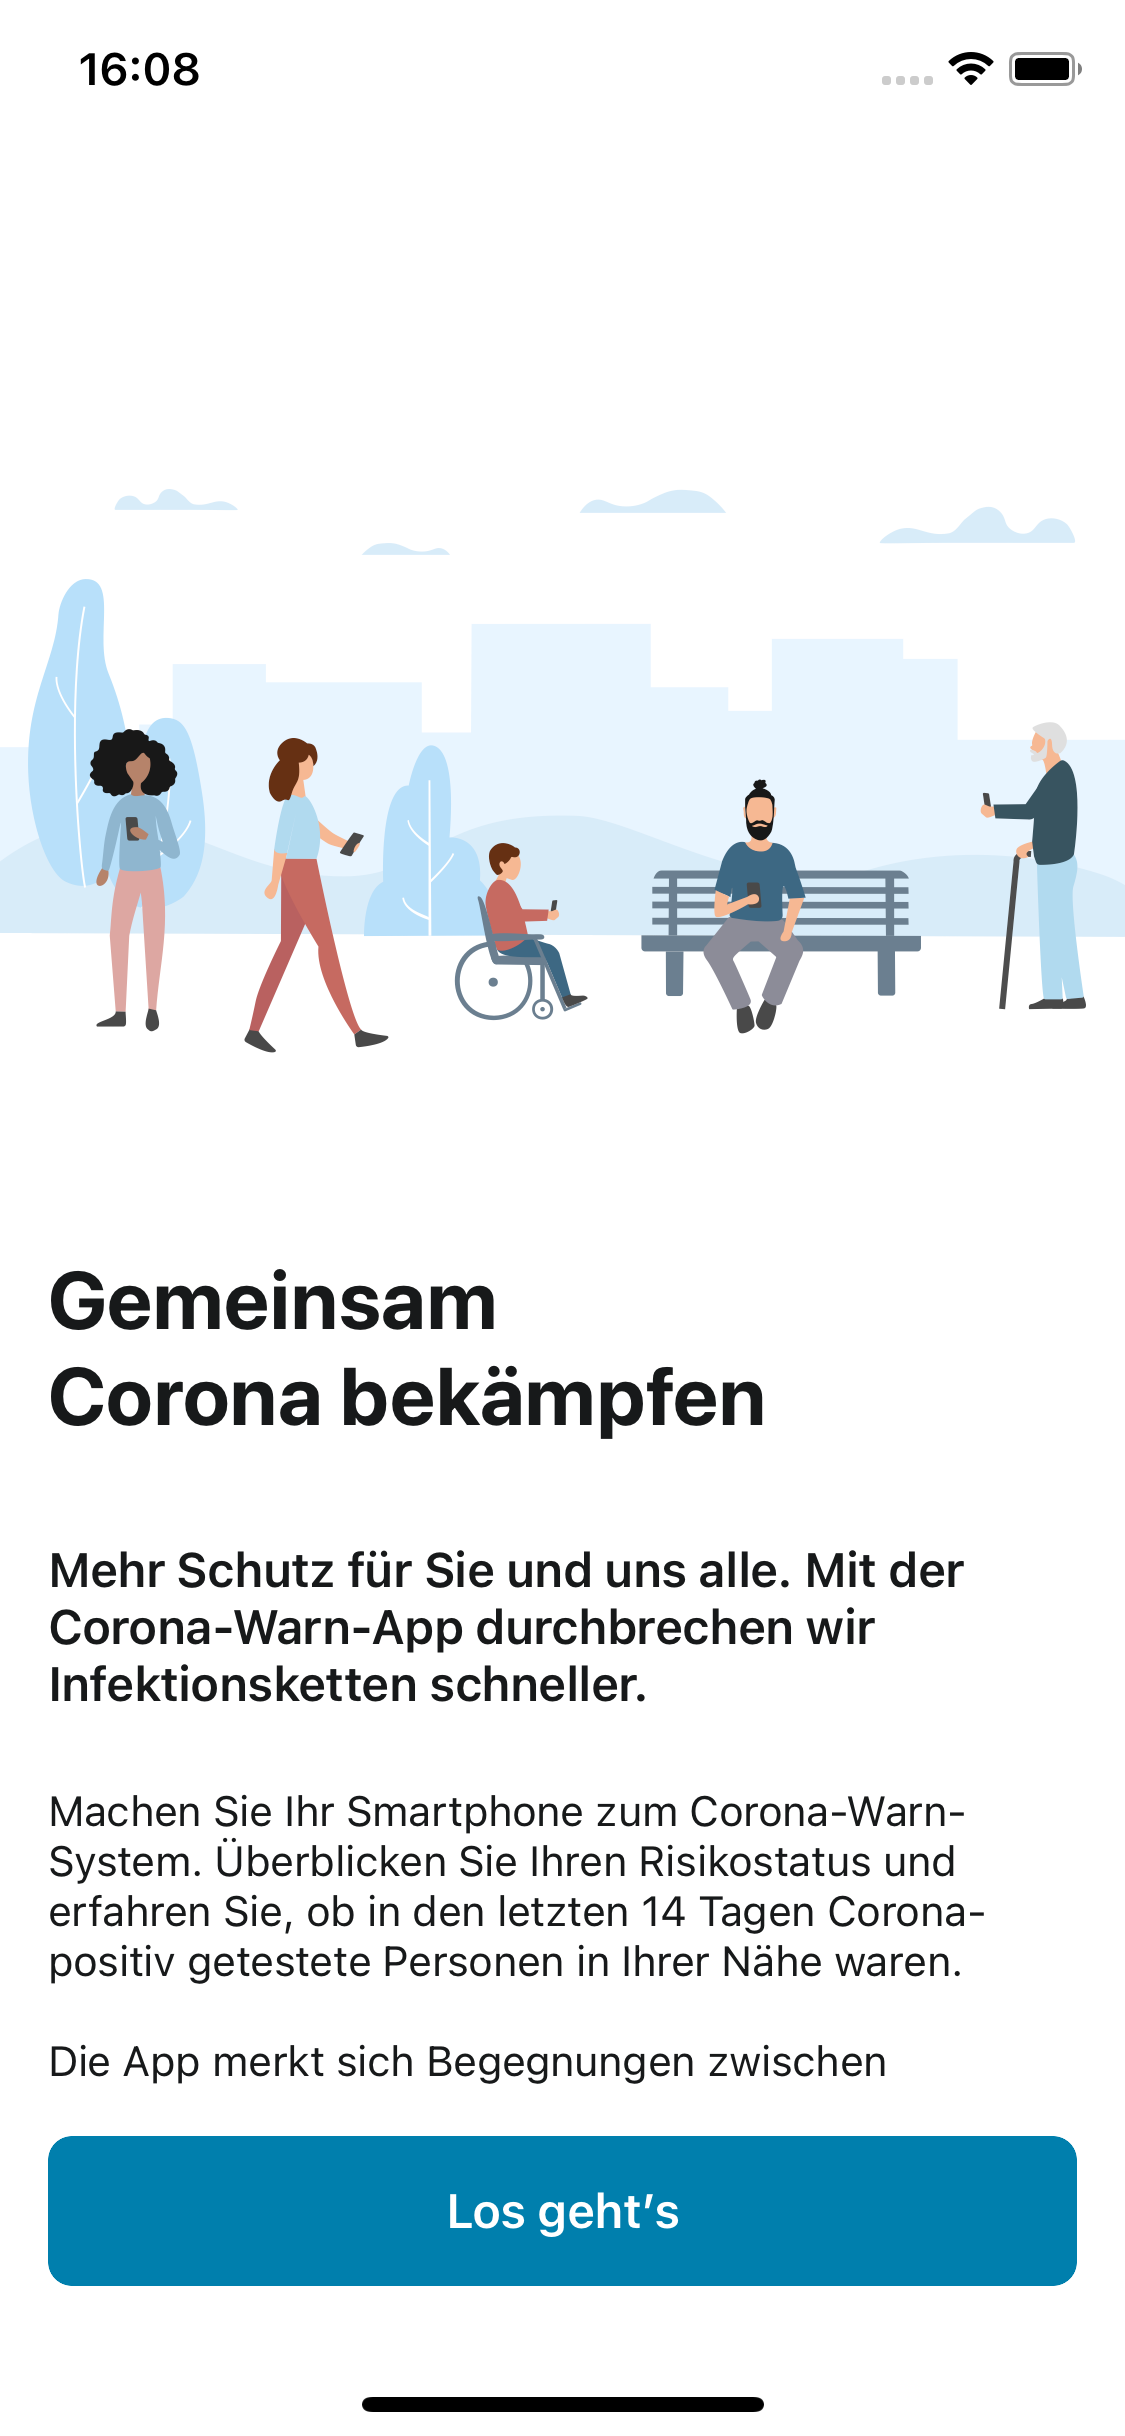 16:08
Gemeinsam
Corona bekämpfen
Mehr Schutz für Sie und uns alle. Mit der
Corona-Warn-App durchbrechen wir
Infektionsketten schneller.
Machen Sie Ihr Smartphone zum Corona-Warn-
System. Überblicken Sie Ihren Risikostatus und
erfahren Sie, ob in den letzten 14 Tagen Corona-
positiv getestete Personen in Ihrer Nähe waren.
Die App merkt sich Begegnungen zwischen
Los geht’s